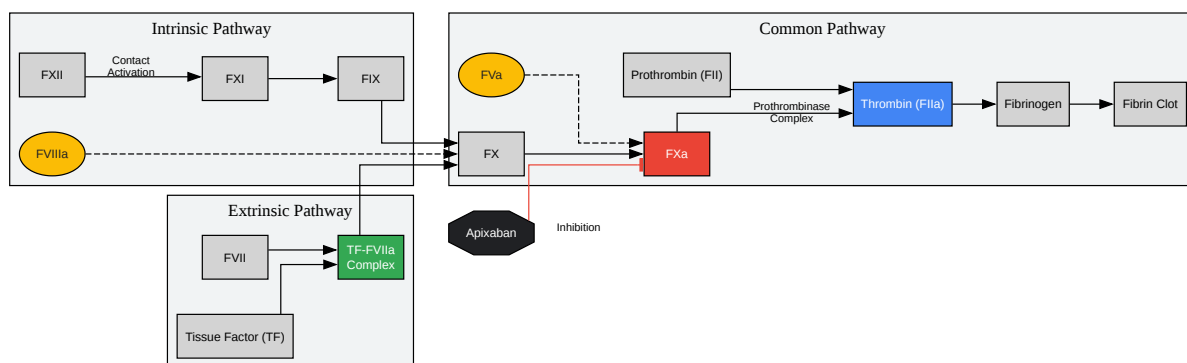 Intrinsic Pathway
FXII
Contact
Activation
FXI
FIX
FVIIIa
Common Pathway
FVa
Prothrombin (FII)
Prothrombinase
Complex
Thrombin (FIIa)
Fibrinogen
Fibrin Clot
FX
FXa
Extrinsic Pathway
FVII
TF-FVIIa
Complex
Tissue Factor (TF)
Apixaban
Inhibition